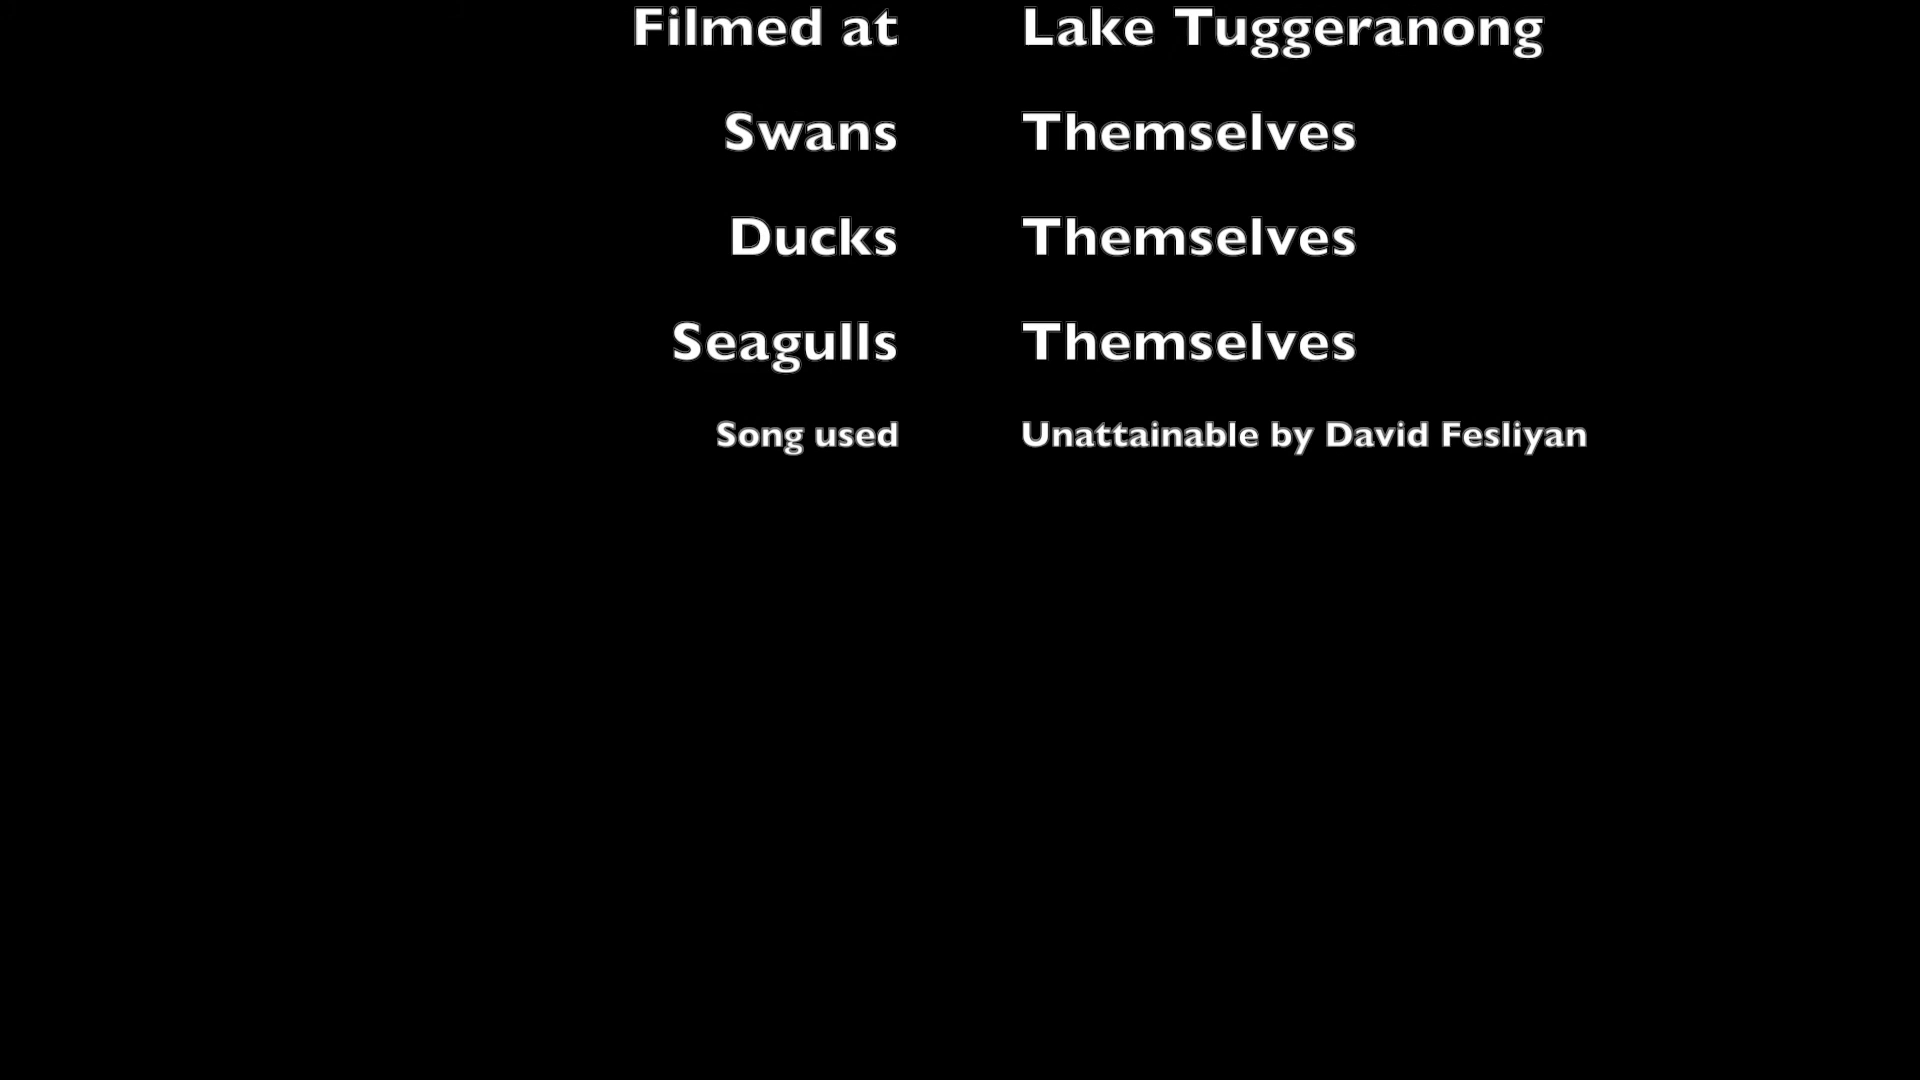 Filmed at Lake Tuggeranong
Swans Themselves
Ducks Themselves
Seagulls Themselves
Song used Unattainable by David Fesliyan